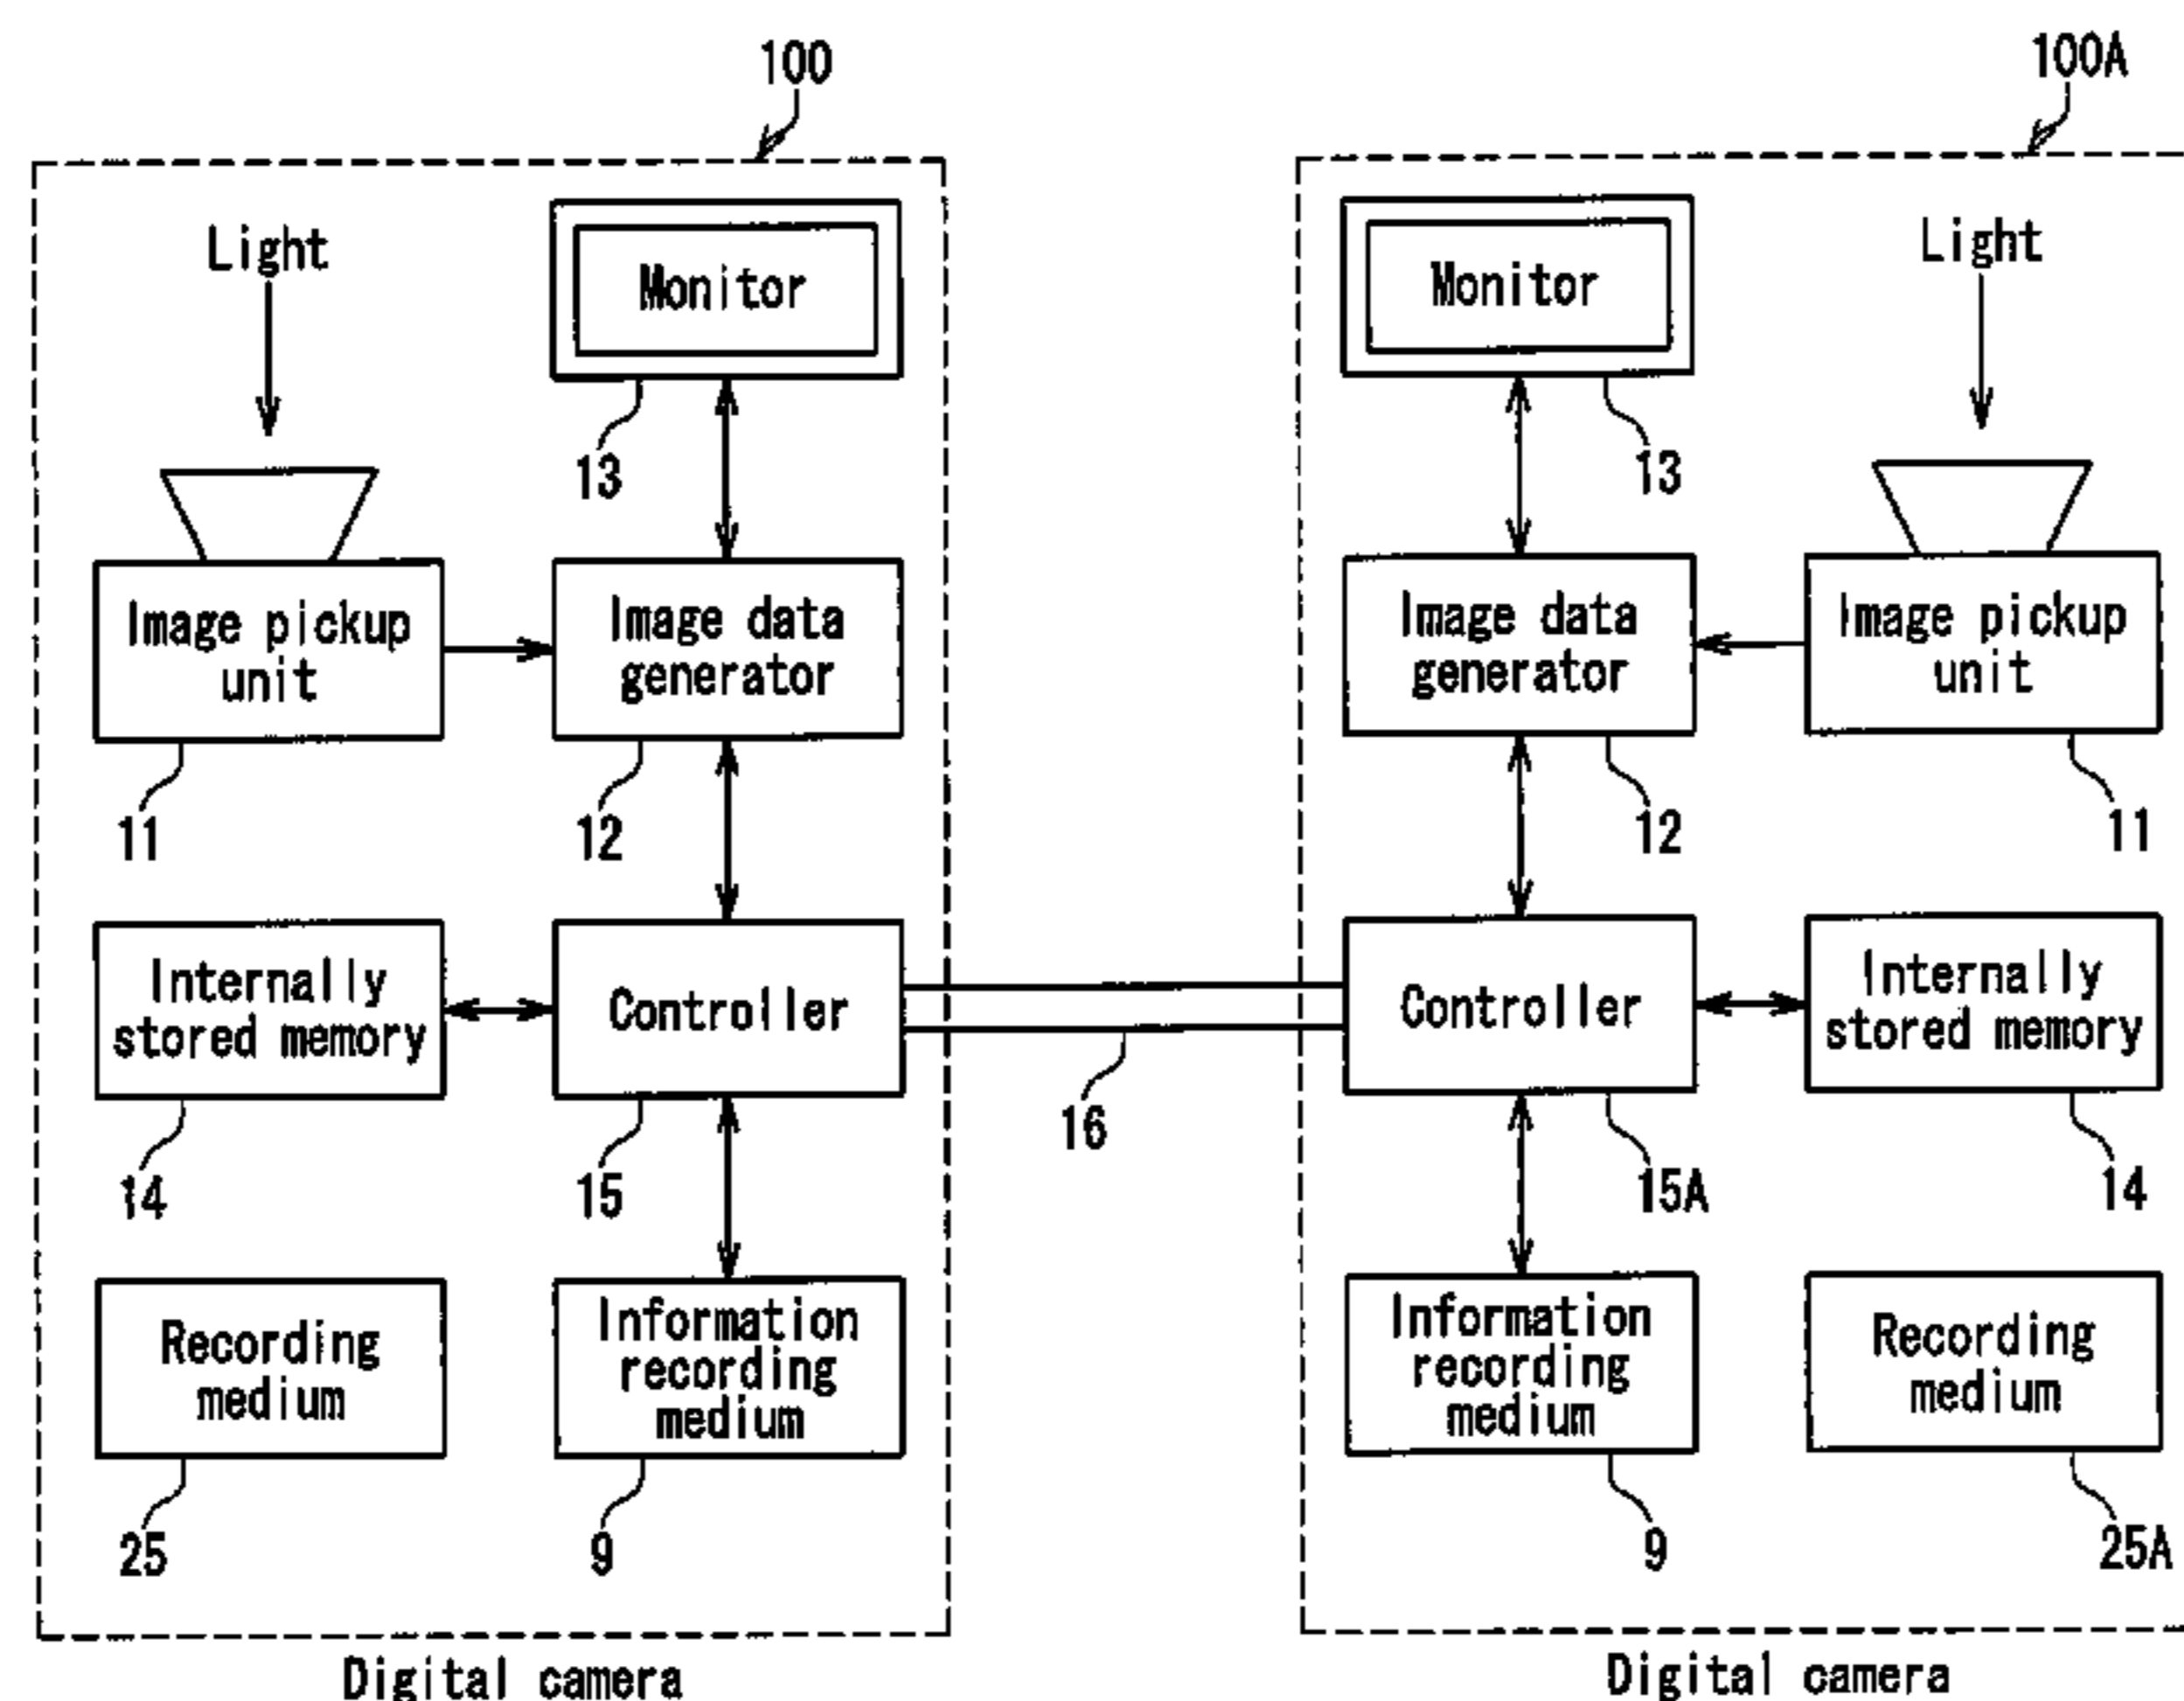 100
Light
Monitor
13
Image pickup
unit
11
Image data
generator
12
Internally
stored memory
14
Controller
15
Recording
medium
25
Information
recording
medium
9
Digital camera
16
100A
Monitor
13
Light
Image data
generator
12
Image pickup
unit
11
Controller
15A
Internally
stored memory
14
Information
recording
medium
9
Recording
medium
25A
Digital camera